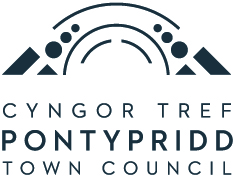 CYNGOR TREF
PONTYPRIDD
TOWN COUNCIL